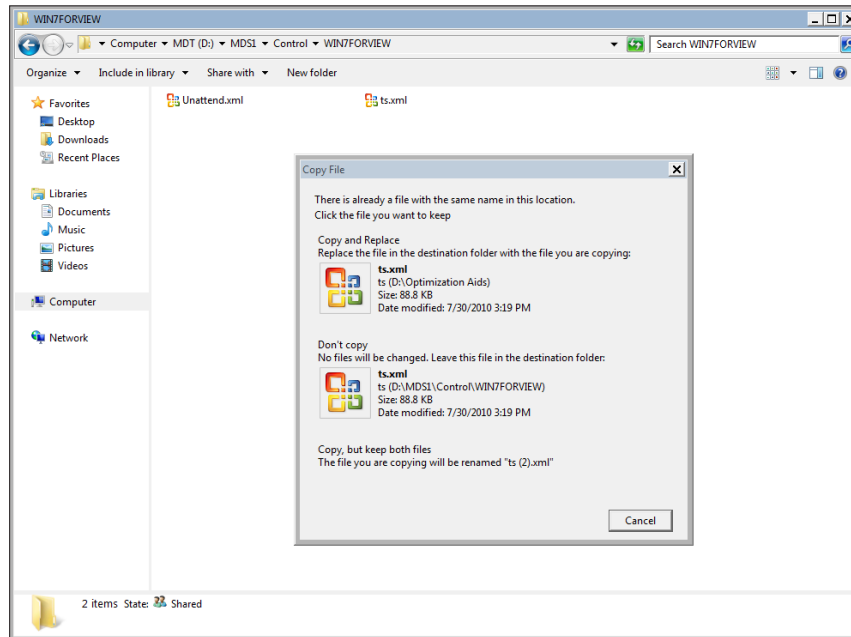 WIN7FORVIEW
Computer MDT (D:) MDS1 Control WIN7FORVIEW
Search WIN7FORVIEW
Organize Include in library Share with New folder
Favorites
Desktop
Downloads
Recent Places
Libraries
Documents
Music
Pictures
Videos
Computer
Network
Unattend.xml
ts.xml
Copy File
There is already a file with the same name in this location.
Click the file you want to keep
Copy and Replace
Replace the file in the destination folder with the file you are copying:
ts.xml
ts (D:\Optimization Aids)
Size: 88.8 KB
Date modified: 7/30/2010 3:19 PM
Don't copy
No files will be changed. Leave this file in the destination folder:
ts.xml
ts (D:\MDS1\Control\WIN7FORVIEW)
Size: 88.8 KB
Date modified: 7/30/2010 3:19 PM
Copy, but keep both files
The file you are copying will be renamed "ts (2).xml"
Cancel
2 items State: Shared